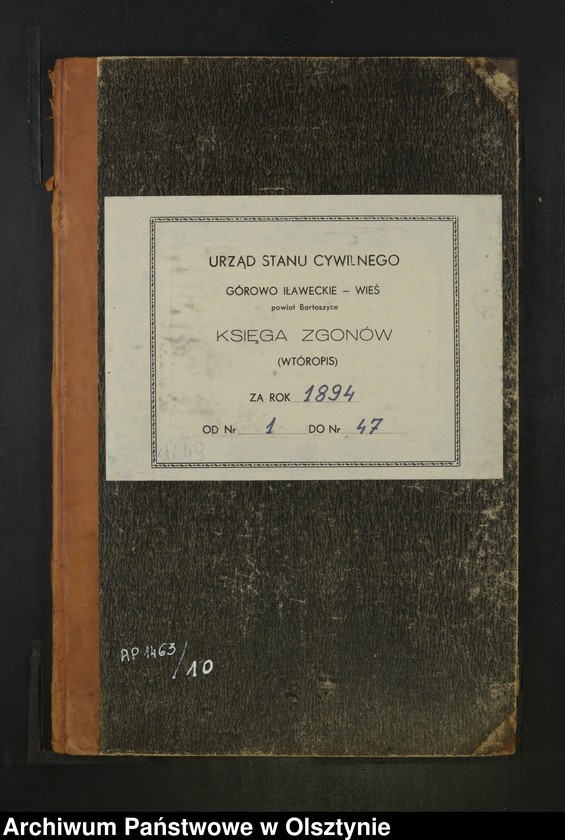 URZĄD STANU CYWILNEGO
GÓROWO IŁAWECKIE – WIEŚ
powiat Bartoszyce
KSIĘGA ZGONÓW
(WTÓROPIS)
ZA ROK 1894
OD Nr 1 DO Nr 47
AP 1463/10
Archiwum Państwowe w Olsztynie